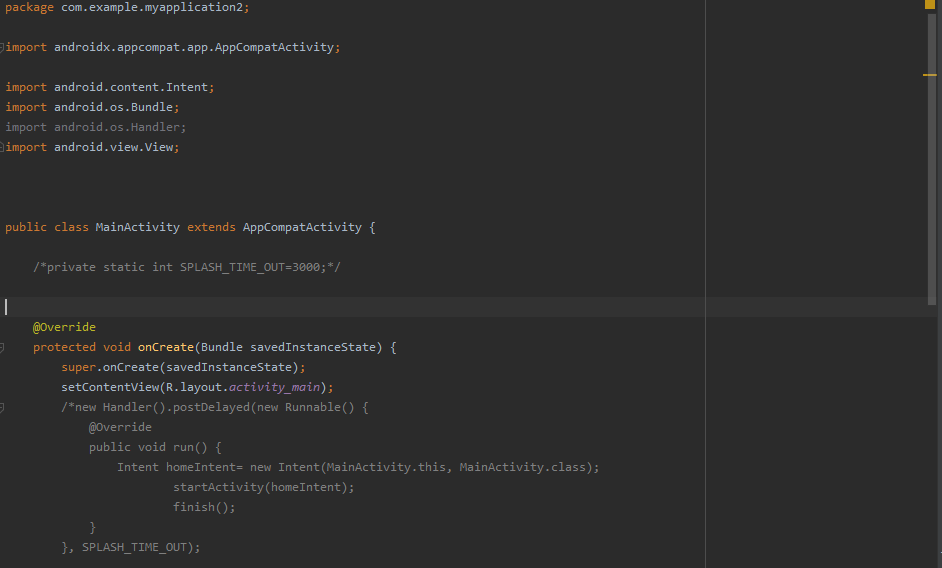 package com.example.myapplication2;
import androidx.appcompat.app.AppCompatActivity;
import android.content.Intent;
import android.os.Bundle;
import android.os.Handler;
import android.view.View;
public class MainActivity extends AppCompatActivity {
/*private static int SPLASH_TIME_OUT=3000;*/
@Override
protected void onCreate(Bundle savedInstanceState) {
super.onCreate(savedInstanceState);
setContentView(R.layout.activity_main);
/*new Handler().postDelayed(new Runnable() {
@Override
public void run() {
Intent homeIntent= new Intent(MainActivity.this, MainActivity.class);
startActivity(homeIntent);
finish();
}
}, SPLASH_TIME_OUT);